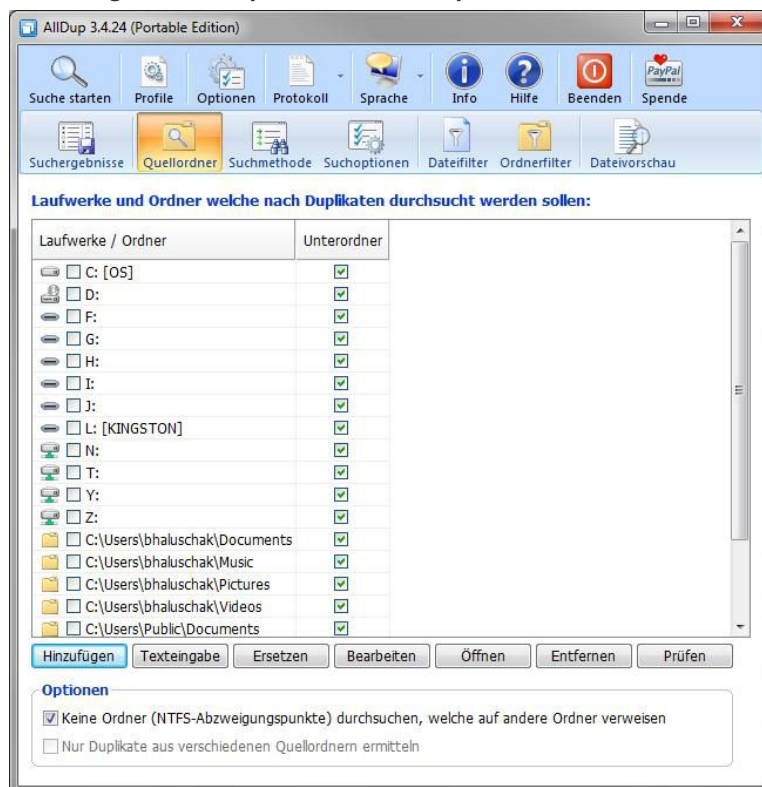 AllDup 3.4.24 (Portable Edition)
Suche starten Profile Optionen Protokoll Sprache Info Hilfe Beenden Spende
PayPal
Suchergebnisse Quellordner Suchmethode Suchoptionen Dateifilter Ordnerfilter Dateivorschau
Laufwerke und Ordner welche nach Duplikaten durchsucht werden sollen:
Laufwerke / Ordner Unterordner
C: [OS]
D:
F:
G:
H:
I:
J:
L: [KINGSTON]
N:
T:
Y:
Z:
C:\Users\bhaluschak\Documents
C:\Users\bhaluschak\Music
C:\Users\bhaluschak\Pictures
C:\Users\bhaluschak\Videos
C:\Users\Public\Documents
Hinzufügen Texteingabe Ersetzen Bearbeiten Öffnen Entfernen Prüfen
Optionen
Keine Ordner (NTFS-Abzweigungspunkte) durchsuchen, welche auf andere Ordner verweisen
Nur Duplikate aus verschiedenen Quellordnern ermitteln